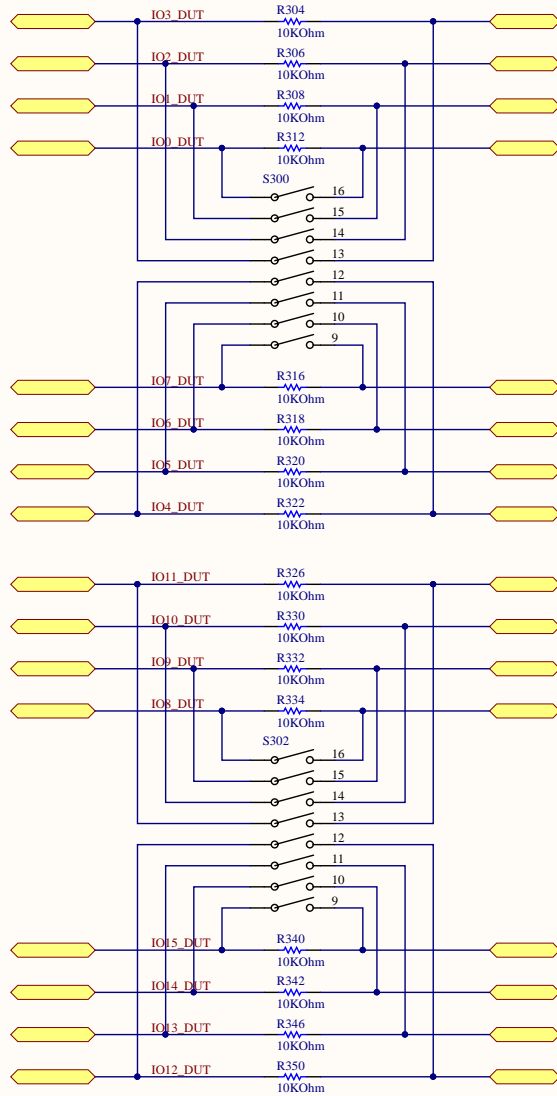 IO3_DUT R304
10KOhm
IO2_DUT R306
10KOhm
IO1_DUT R308
10KOhm
IO0_DUT R312
10KOhm
S300
16
15
14
13
12
11
10
9
IO7_DUT R316
10KOhm
IO6_DUT R318
10KOhm
IO5_DUT R320
10KOhm
IO4_DUT R322
10KOhm
IO11_DUT R326
10KOhm
IO10_DUT R330
10KOhm
IO9_DUT R332
10KOhm
IO8_DUT R334
10KOhm
S302
16
15
14
13
12
11
10
9
IO15_DUT R340
10KOhm
IO14_DUT R342
10KOhm
IO13_DUT R346
10KOhm
IO12_DUT R350
10KOhm